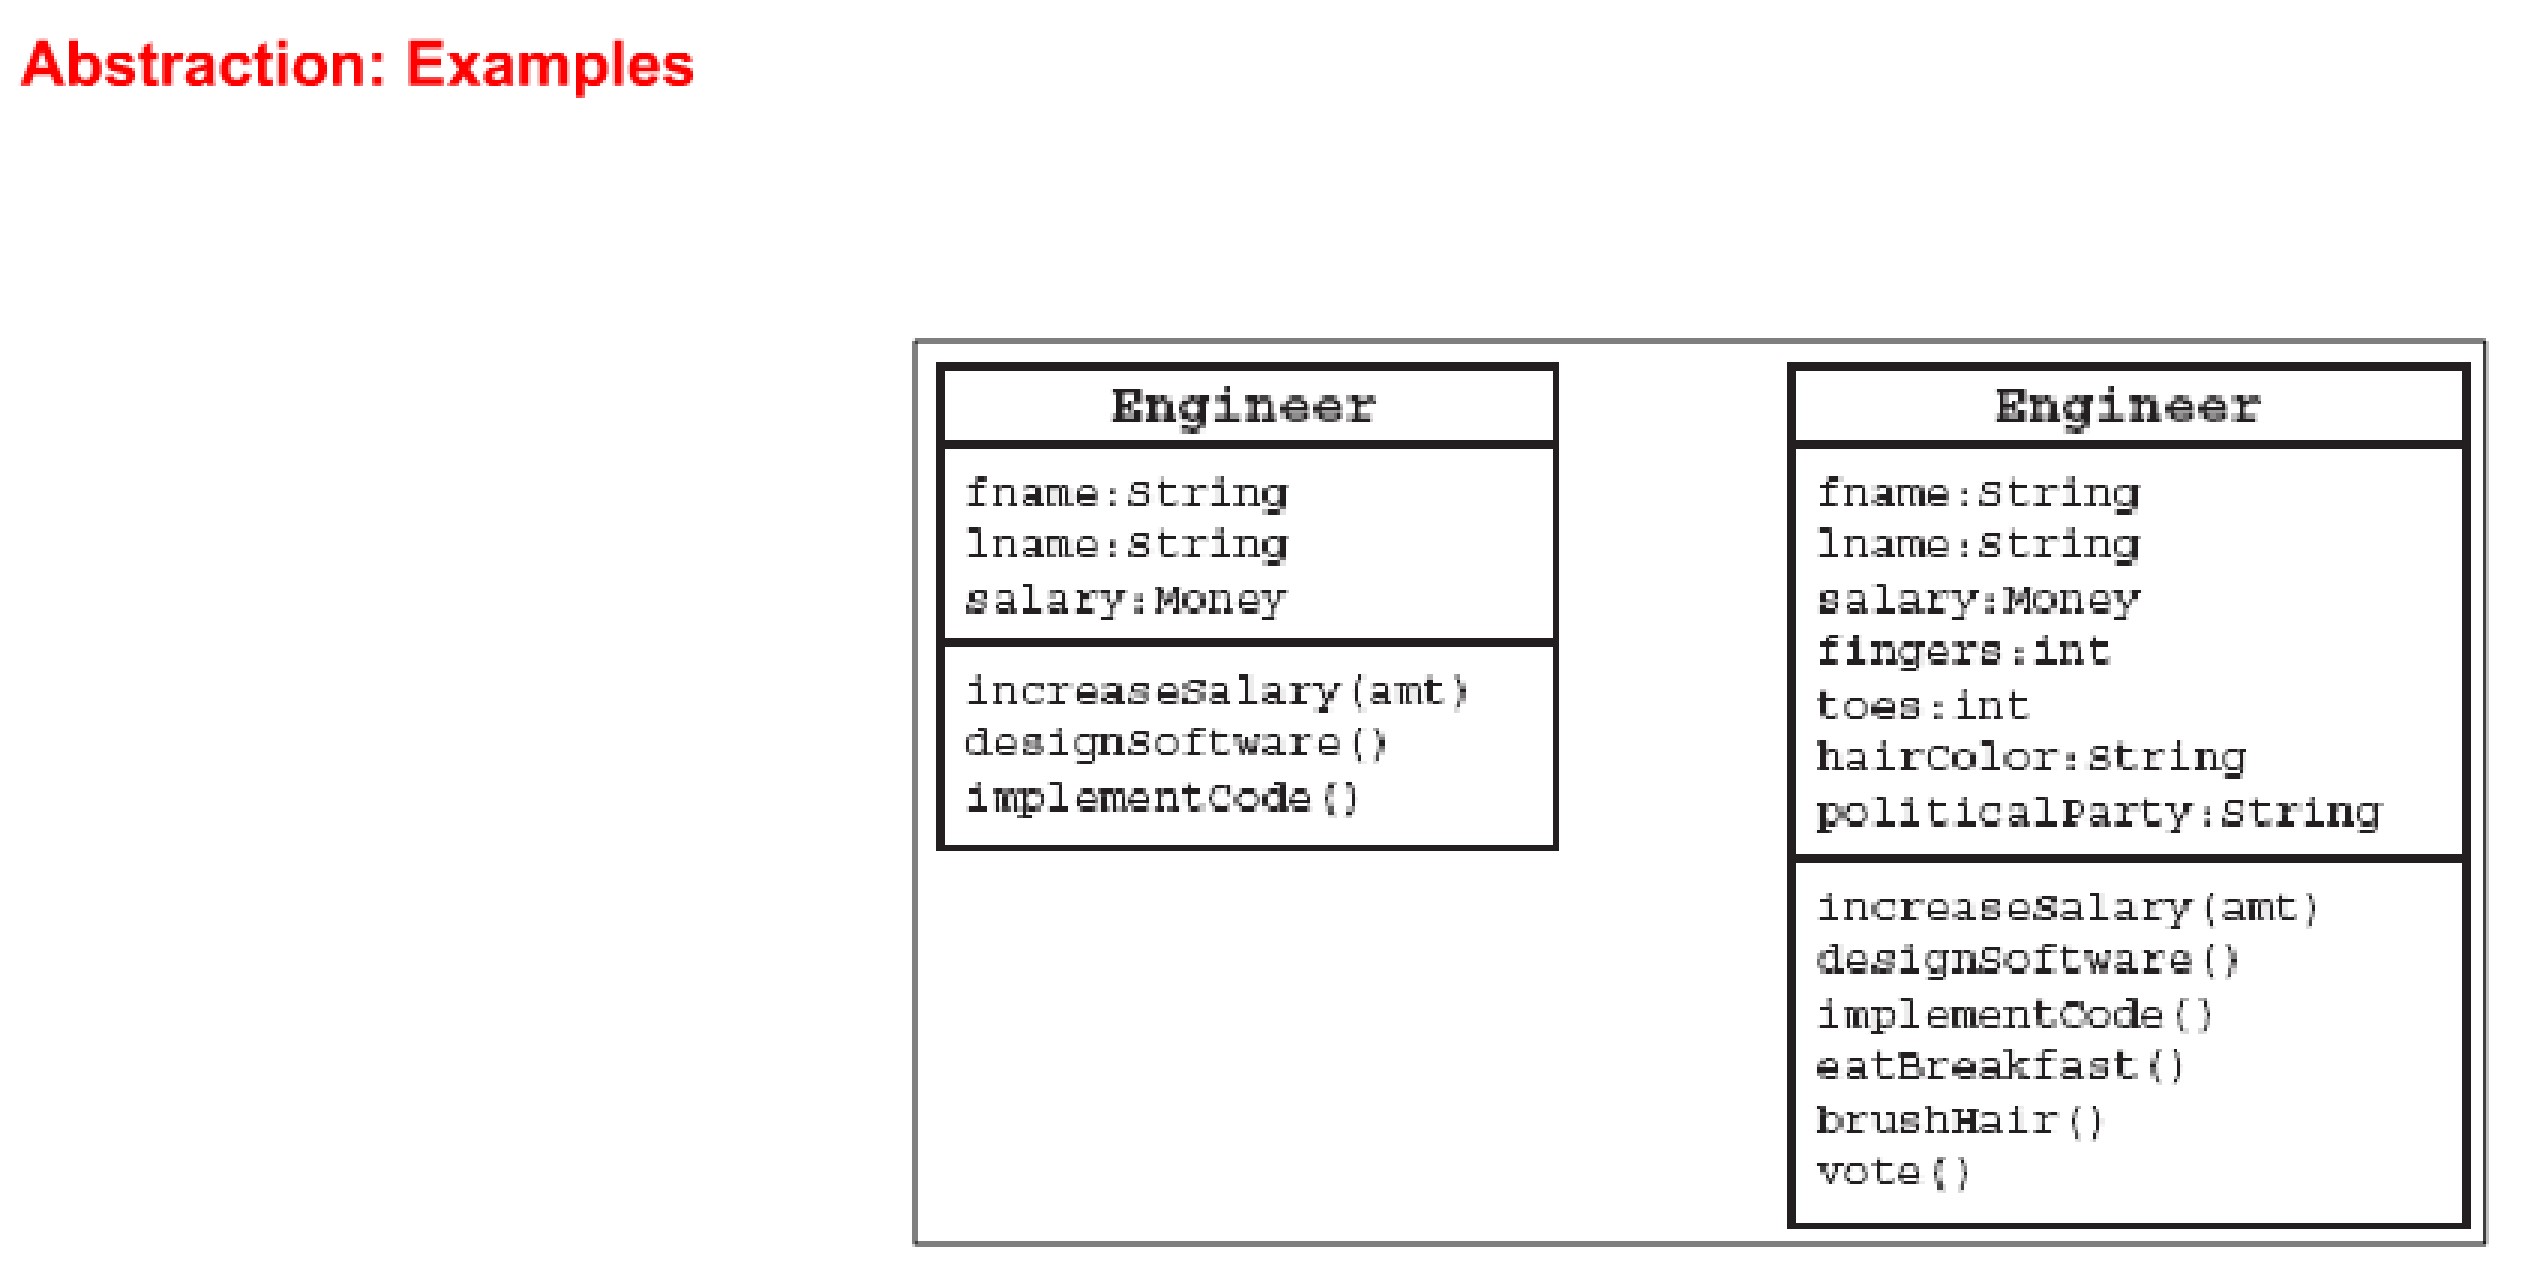 Abstraction: Examples
Engineer
fname:String
lname:String
salary:Money
increaseSalary(amt)
designSoftware()
implementCode()
Engineer
fname:String
lname:String
salary:Money
fingers:int
toes:int
hairColor:String
politicalParty:String
increaseSalary(amt)
designSoftware()
implementCode()
eatBreakfast()
brushHair()
vote()